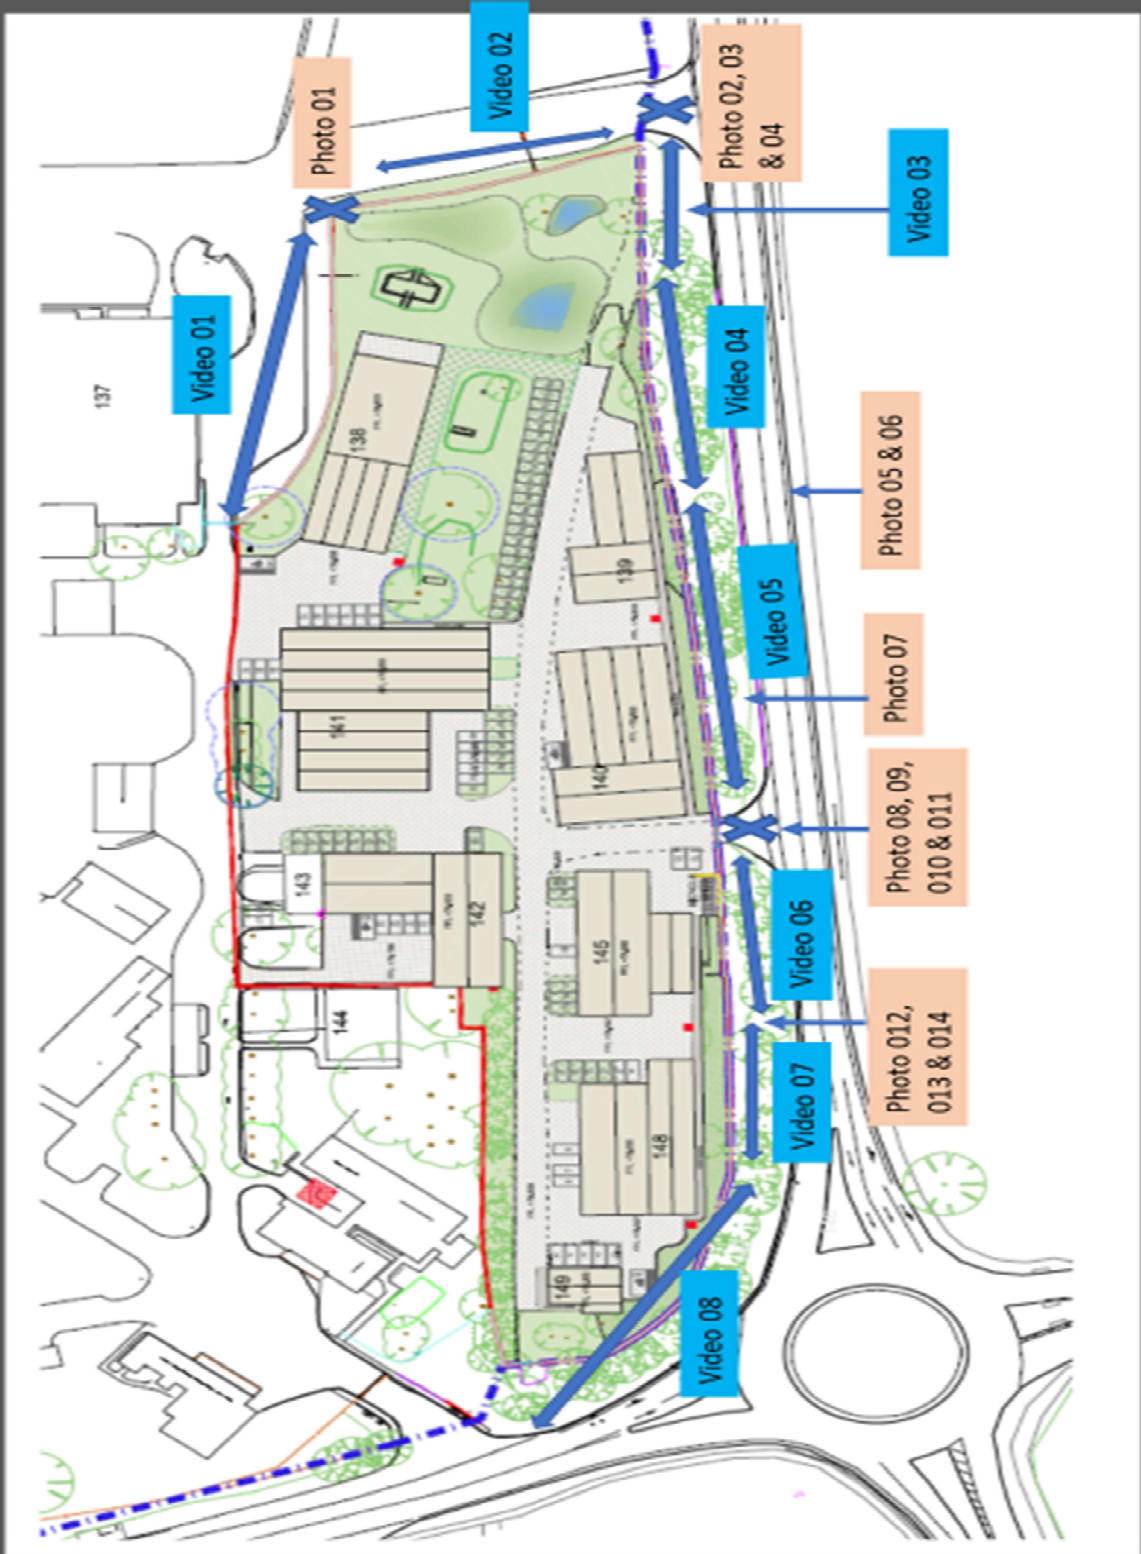 Video 02
Photo 01
Photo 02, 03
& 04
Video 03
Video 01
137
Video 04
138
Photo 05 & 06
139
Video 05
Photo 07
141
140
Photo 08, 09,
010 & 011
143
142
145
Video 06
144
Photo 012,
013 & 014
Video 07
148
149
Video 08